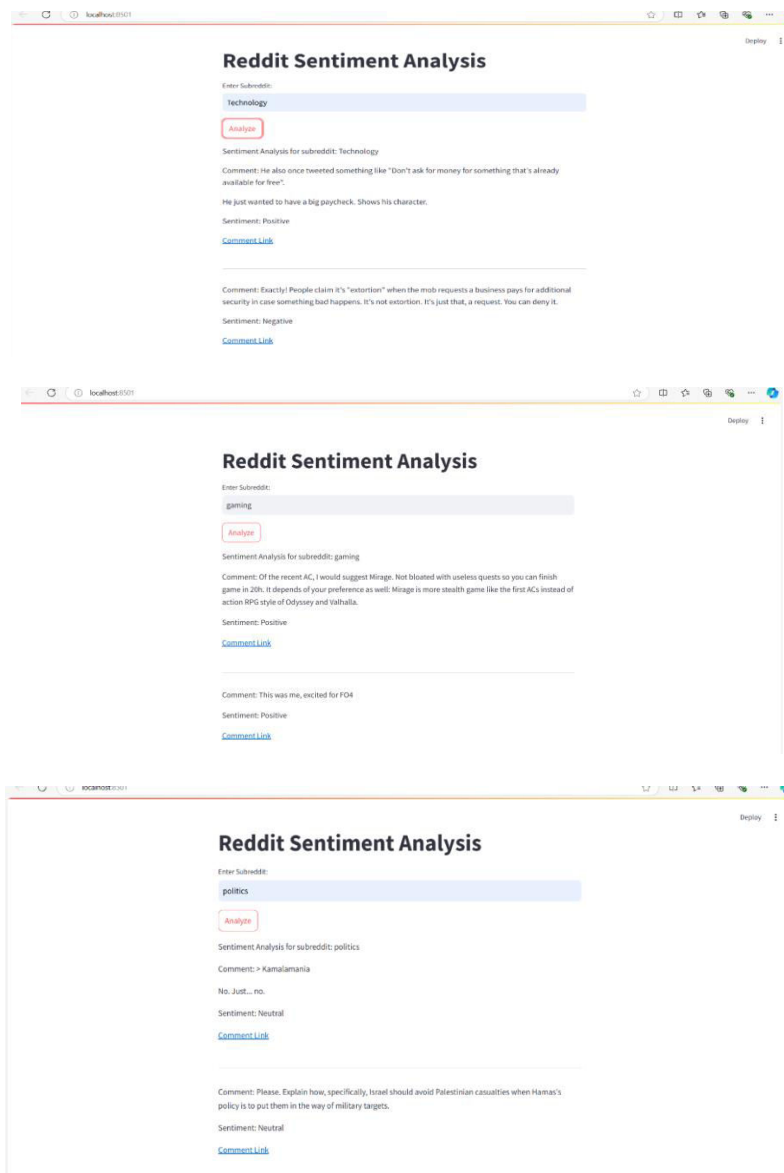 localhost:8501
Deploy
Reddit Sentiment Analysis
Enter Subreddit:
Technology
Analyze
Sentiment Analysis for subreddit: Technology
Comment: He also once tweeted something like "Don't ask for money for something that's already
available for free".
He just wanted to have a big paycheck. Shows his character.
Sentiment: Positive
Comment Link
Comment: Exactly! People claim it's "extortion" when the mob requests a business pays for additional
security in case something bad happens. It's not extortion. It's just that, a request. You can deny it.
Sentiment: Negative
Comment Link
localhost:8501
Deploy
Reddit Sentiment Analysis
Enter Subreddit:
gaming
Analyze
Sentiment Analysis for subreddit: gaming
Comment: Of the recent AC, I would suggest Mirage. Not bloated with useless quests so you can finish
game in 20h. It depends of your preference as well: Mirage is more stealth game like the first ACs instead of
action RPG style of Odyssey and Valhalla.
Sentiment: Positive
Comment Link
Comment: This was me, excited for FO4
Sentiment: Positive
Comment Link
localhost:8501
Deploy
Reddit Sentiment Analysis
Enter Subreddit:
politics
Analyze
Sentiment Analysis for subreddit: politics
Comment: > Kamalamania
No. Just... no.
Sentiment: Neutral
Comment Link
Comment: Please. Explain how, specifically, Israel should avoid Palestinian casualties when Hamas's
policy is to put them in the way of military targets.
Sentiment: Neutral
Comment Link